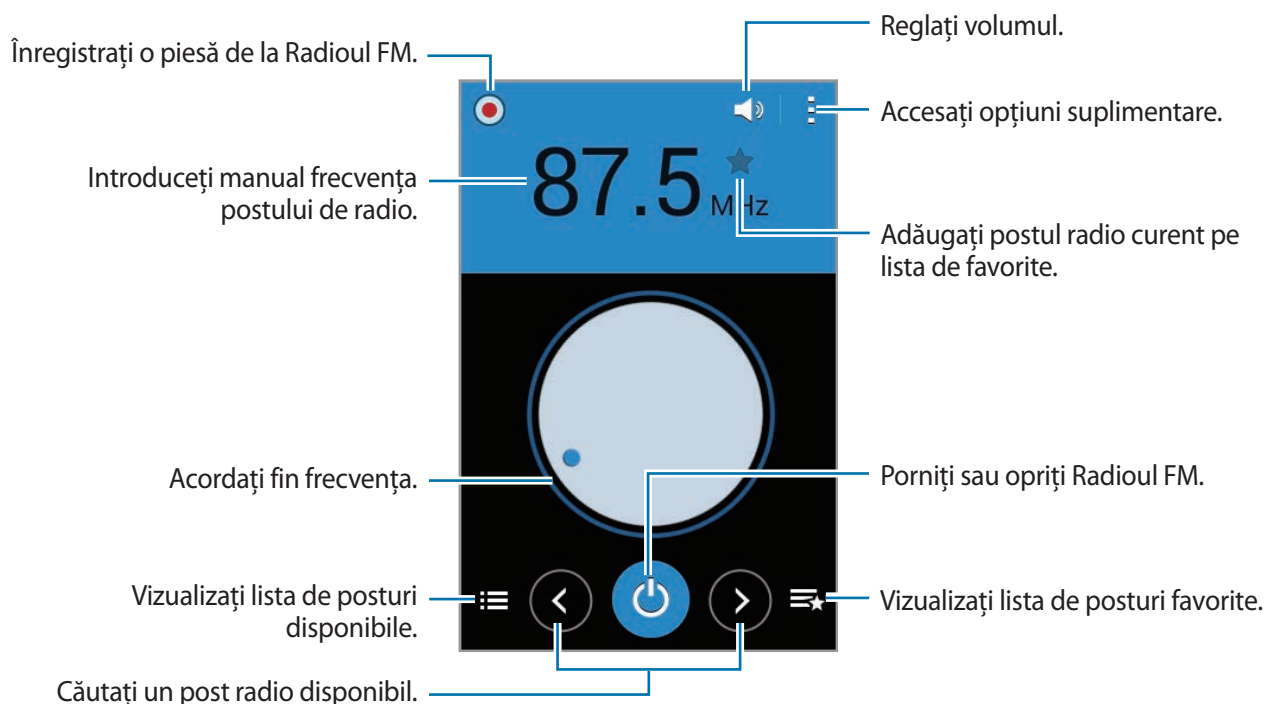 Reglați volumul.
Înregistrați o piesă de la Radioul FM.
Accesați opțiuni suplimentare.
Introduceți manual frecvența
postului de radio.
87.5 MHz
Adăugați postul radio curent pe
lista de favorite.
Acordați fin frecvența.
Porniți sau opriți Radioul FM.
Vizualizați lista de posturi
disponibile.
Vizualizați lista de posturi favorite.
Căutați un post radio disponibil.